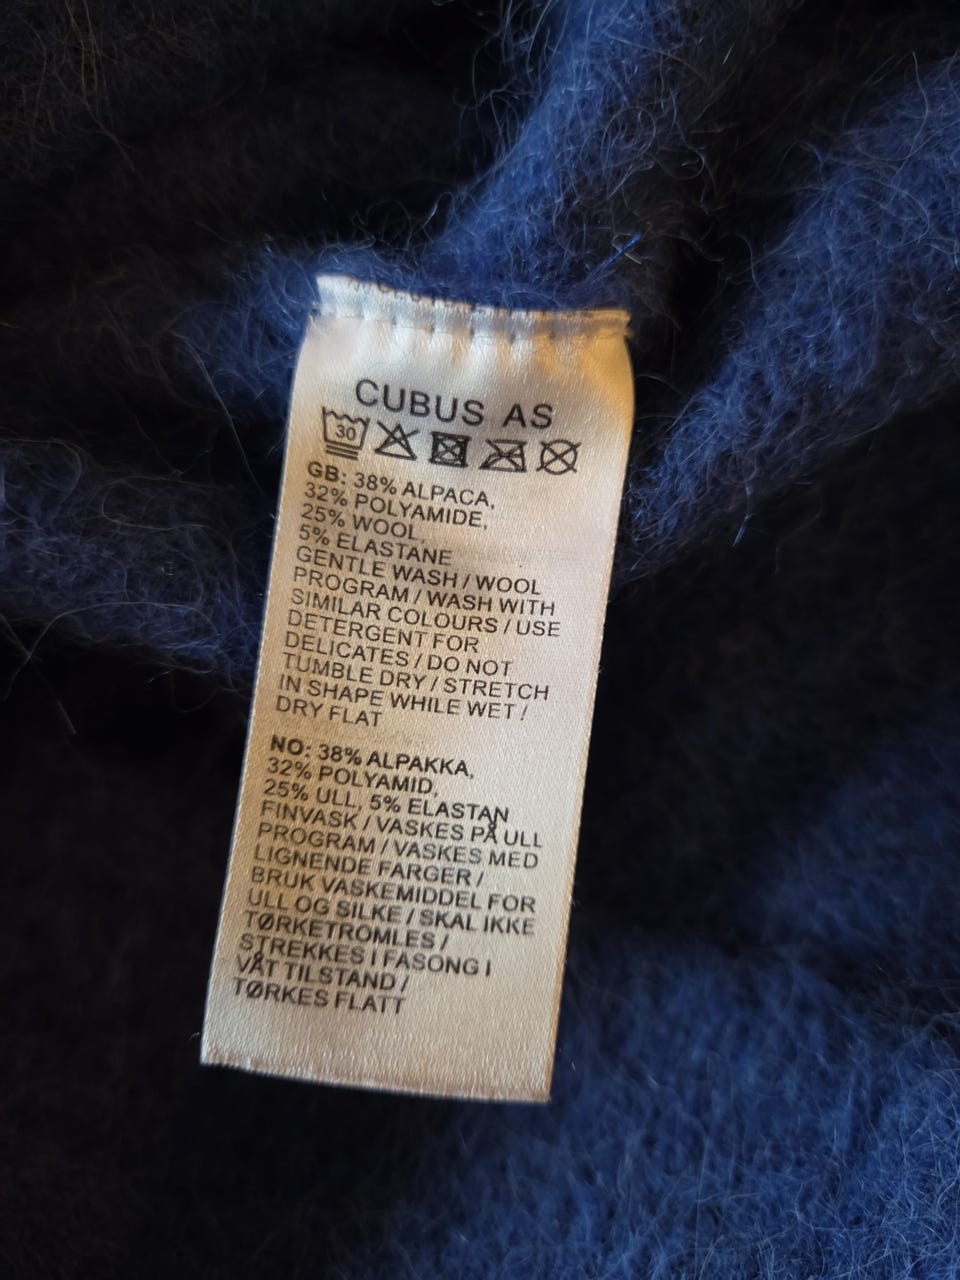 CUBUS AS
30
GB: 38% ALPACA,
32% POLYAMIDE,
25% WOOL,
5% ELASTANE
GENTLE WASH / WOOL
PROGRAM / WASH WITH
SIMILAR COLOURS / USE
DETERGENT FOR
DELICATES / DO NOT
TUMBLE DRY / STRETCH
IN SHAPE WHILE WET /
DRY FLAT
NO: 38% ALPAKKA,
32% POLYAMID,
25% ULL, 5% ELASTAN
FINVASK / VASKES PÅ ULL
PROGRAM / VASKES MED
LIGNENDE FARGER /
BRUK VASKEMIDDEL FOR
ULL OG SILKE / SKAL IKKE
TØRKETROMLES /
STREKKES I FASONG I
VÅT TILSTAND /
TØRKES FLATT